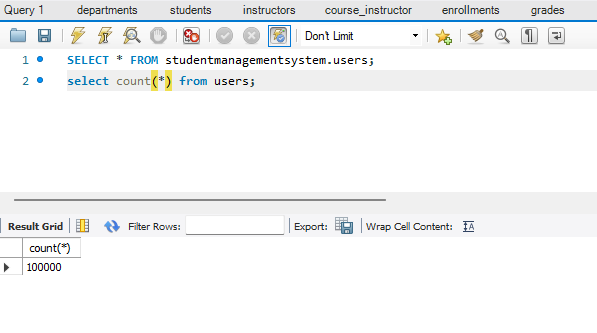 Query 1 departments students instructors course_instructor enrollments grades
Don't Limit
1 SELECT * FROM studentmanagementsystem.users;
2 select count(*) from users;
Result Grid Filter Rows: Export: Wrap Cell Content:
count(*)
100000